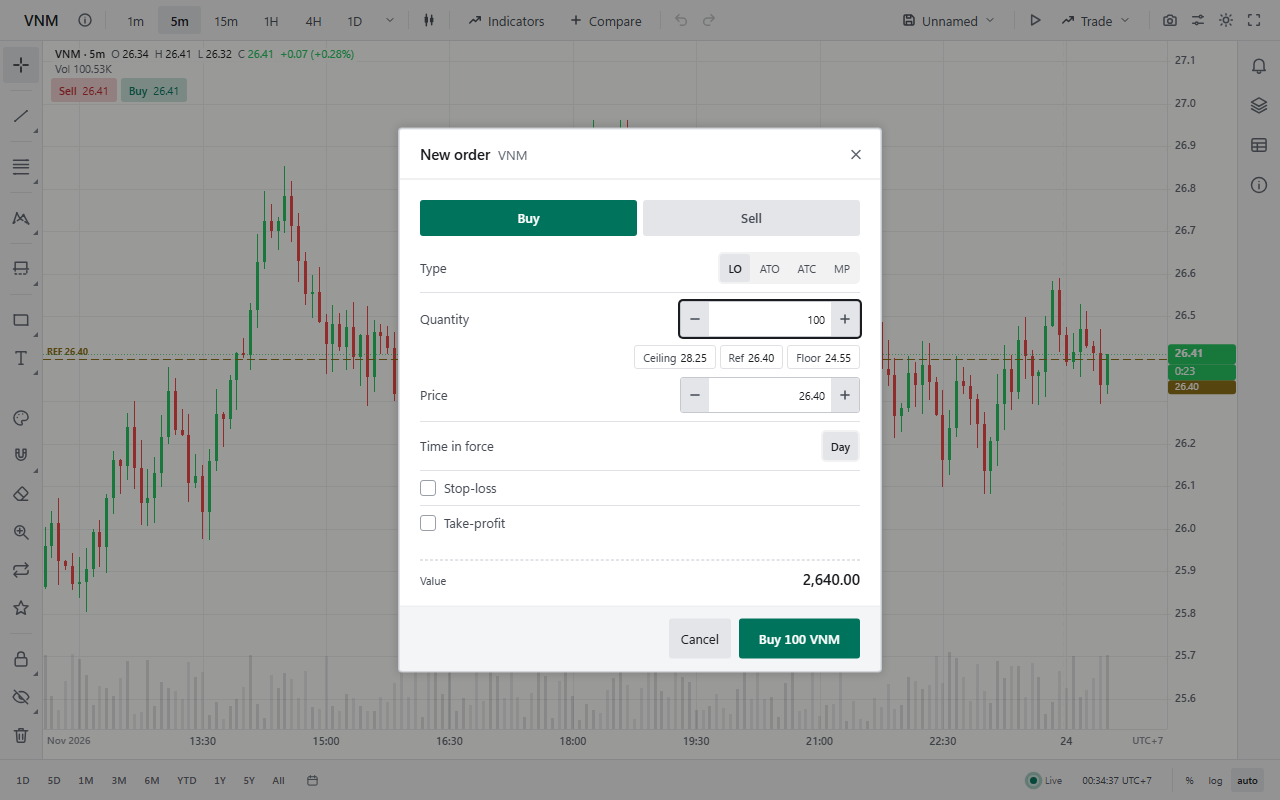 VNM 1m 5m 15m 1H 4H 1D Indicators Compare Unnamed Trade
VNM · 5m O 26.34 H 26.41 L 26.32 C 26.41 +0.07 (+0.28%)
Vol 100.53K
Sell 26.41 Buy 26.41
REF 26.40
New order VNM
Buy Sell
Type LO ATO ATC MP
Quantity 100
Ceiling 28.25 Ref 26.40 Floor 24.55
Price 26.40
Time in force Day
Stop-loss
Take-profit
Value 2,640.00
Cancel Buy 100 VNM
27.1
27.0
26.9
26.8
26.7
26.6
26.5
26.41
0:23
26.40
26.2
26.1
26.0
25.9
25.8
25.7
25.6
Nov 2026 13:30 15:00 16:30 18:00 19:30 21:00 22:30 24 UTC+7
1D 5D 1M 3M 6M YTD 1Y 5Y All Live 00:34:37 UTC+7 % log auto